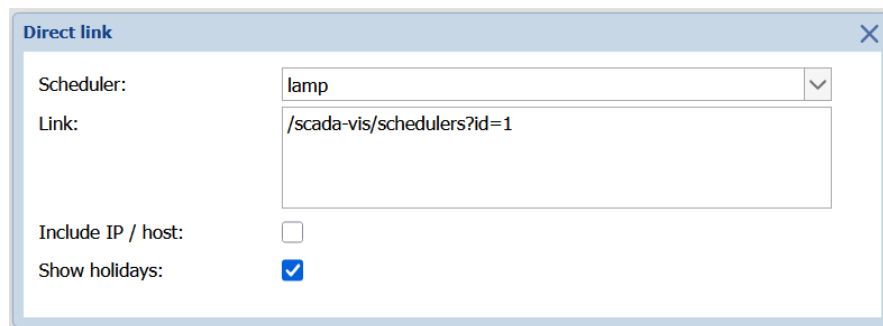 Direct link
Scheduler: lamp
Link: /scada-vis/schedulers?id=1
Include IP / host:
Show holidays: